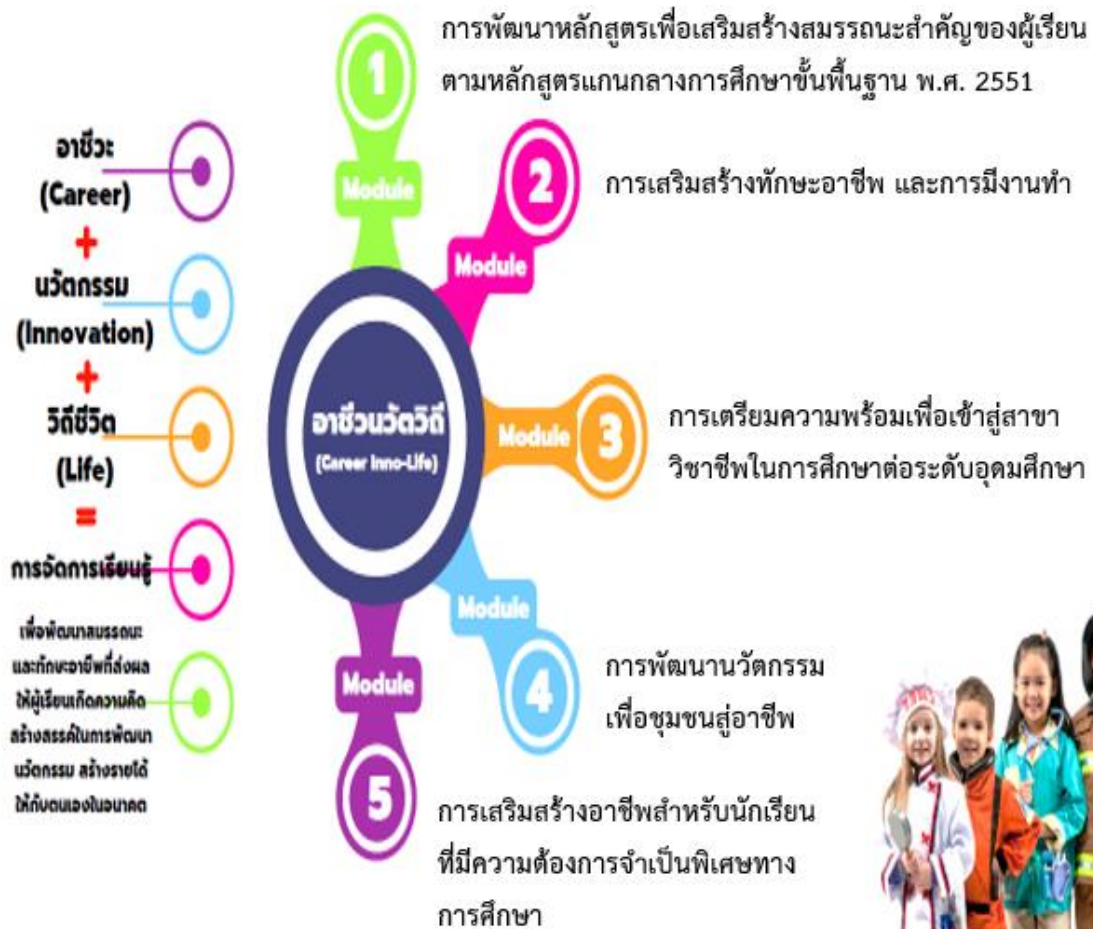 อาชีวะ
(Career)
+
นวัตกรรม
(Innovation)
+
วิถีชีวิต
(Life)
=
การจัดการเรียนรู้
เพื่อพัฒนาสมรรถนะ
และทักษะอาชีพที่ส่งผล
ให้ผู้เรียนเกิดความคิด
สร้างสรรค์ในการพัฒนา
นวัตกรรม สร้างรายได้
ให้กับตนเองในอนาคต
อาชีวนวัตวิถี
(Career Inno-Life)
1
Module
การพัฒนาหลักสูตรเพื่อเสริมสร้างสมรรถนะสำคัญของผู้เรียน
ตามหลักสูตรแกนกลางการศึกษาขั้นพื้นฐาน พ.ศ. 2551
2
Module
การเสริมสร้างทักษะอาชีพ และการมีงานทำ
Module 3
การเตรียมความพร้อมเพื่อเข้าสู่สาขา
วิชาชีพในการศึกษาต่อระดับอุดมศึกษา
Module
4
การพัฒนานวัตกรรม
เพื่อชุมชนสู่อาชีพ
Module
5
การเสริมสร้างอาชีพสำหรับนักเรียน
ที่มีความต้องการจำเป็นพิเศษทาง
การศึกษา